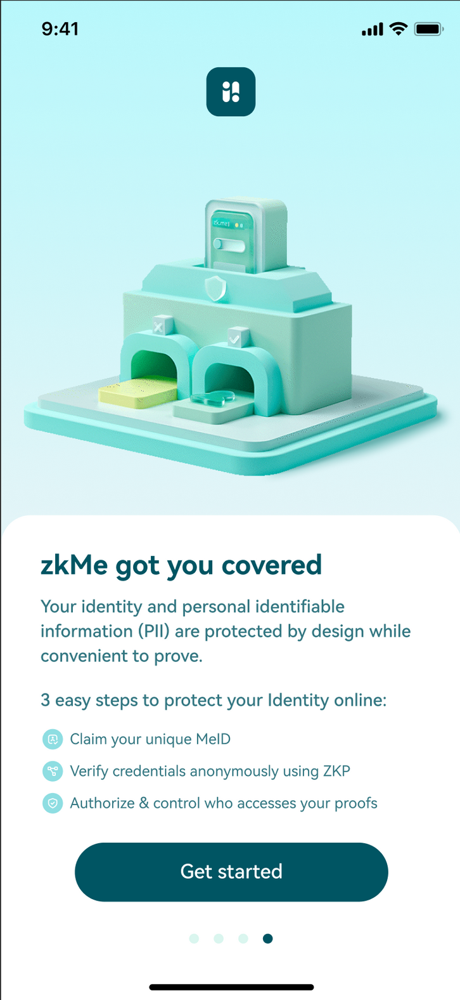 9:41
zk.me
zkMe got you covered
Your identity and personal identifiable
information (PII) are protected by design while
convenient to prove.
3 easy steps to protect your Identity online:
Claim your unique MeID
Verify credentials anonymously using ZKP
Authorize & control who accesses your proofs
Get started